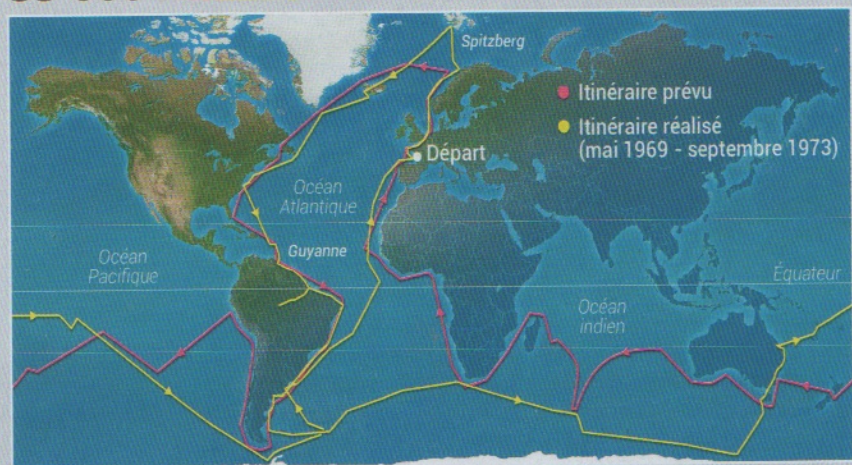 Spitzberg
Itinéraire prévu
Itinéraire réalisé
(mai 1969 - septembre 1973)
Départ
Océan
Atlantique
Océan
Pacifique
Guyanne
Équateur
Océan
indien